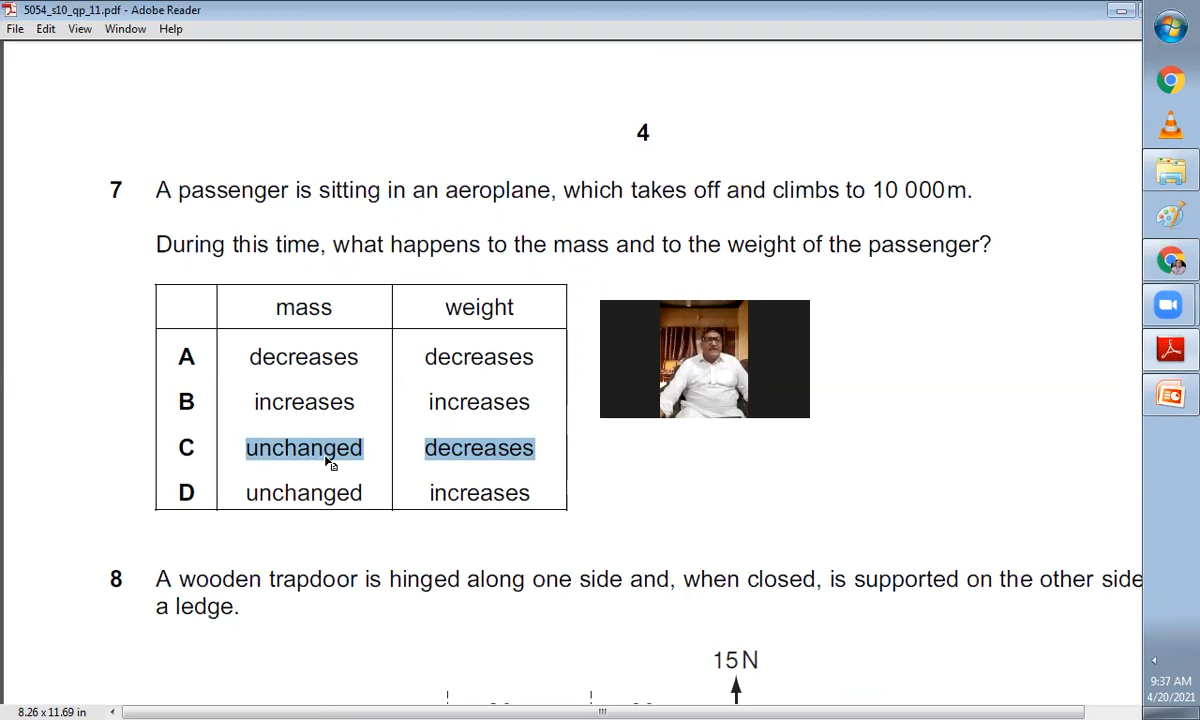 5054_s10_qp_11.pdf - Adobe Reader
File Edit View Window Help
4
7 A passenger is sitting in an aeroplane, which takes off and climbs to 10 000m.
During this time, what happens to the mass and to the weight of the passenger?
mass weight
A decreases decreases
B increases increases
C unchanged decreases
D unchanged increases
8 A wooden trapdoor is hinged along one side and, when closed, is supported on the other side
a ledge.
15N
8.26 x 11.69 in
9:37 AM
4/20/2021